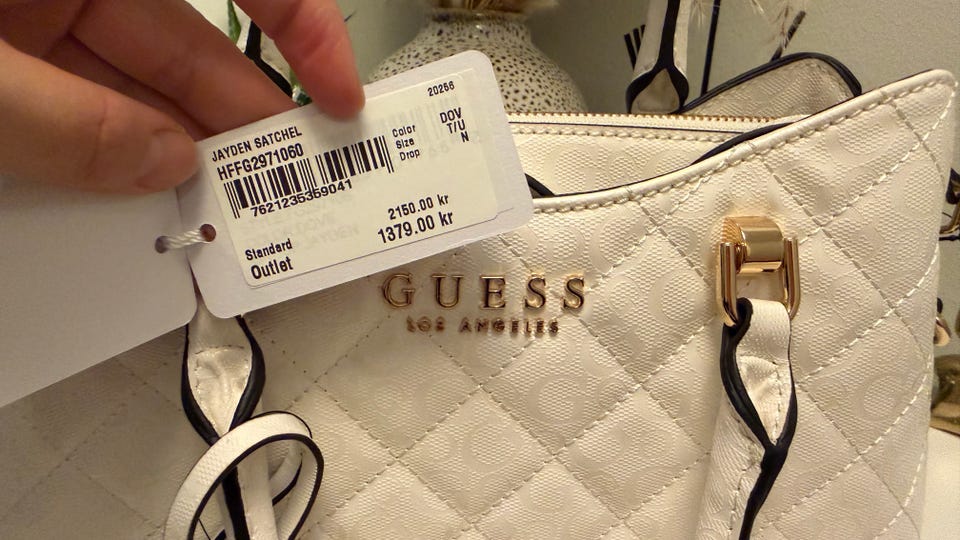 20256
JAYDEN SATCHEL
HFFG2971060
Color DOV
Size T/U
Drop N
7621235359041
Standard 2150.00 kr
Outlet 1379.00 kr
GUESS
LOS ANGELES